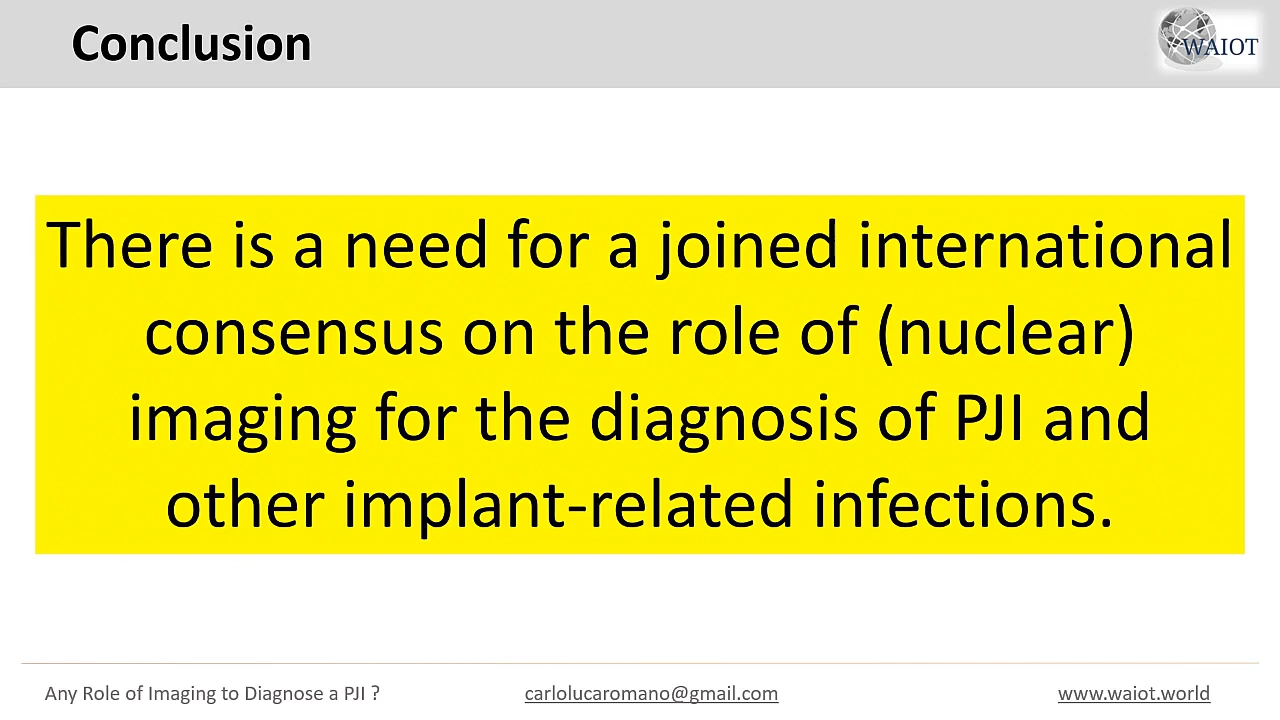 Conclusion
WAIOT
There is a need for a joined international
consensus on the role of (nuclear)
imaging for the diagnosis of PJI and
other implant-related infections.
Any Role of Imaging to Diagnose a PJI ?
carlolucaromano@gmail.com
www.waiot.world